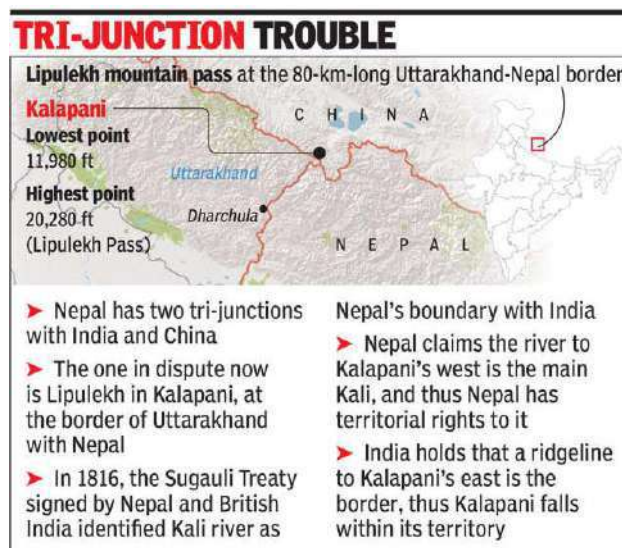 TRI-JUNCTION TROUBLE
Lipulekh mountain pass at the 80-km-long Uttarakhand-Nepal border
Kalapani
Lowest point
11,980 ft
Highest point
20,280 ft
(Lipulekh Pass)
CHINA
Uttarakhand
Dharchula
NEPAL
➤ Nepal has two tri-junctions
with India and China
➤ The one in dispute now
is Lipulekh in Kalapani, at
the border of Uttarakhand
with Nepal
➤ In 1816, the Sugauli Treaty
signed by Nepal and British
India identified Kali river as
Nepal's boundary with India
➤ Nepal claims the river to
Kalapani's west is the main
Kali, and thus Nepal has
territorial rights to it
➤ India holds that a ridgeline
to Kalapani's east is the
border, thus Kalapani falls
within its territory